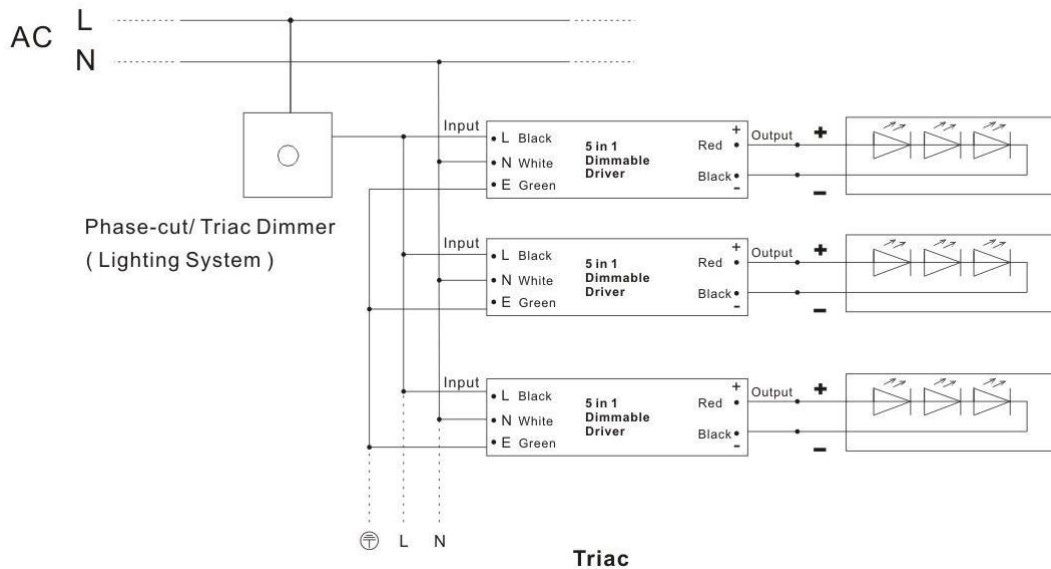 AC L
N
Phase-cut/ Triac Dimmer
( Lighting System )
Input
L Black
N White
E Green
5 in 1
Dimmable
Driver
+
Red
Black
-
Output
+
-
Input
L Black
N White
E Green
5 in 1
Dimmable
Driver
+
Red
Black
-
Output
+
-
Input
L Black
N White
E Green
5 in 1
Dimmable
Driver
+
Red
Black
-
Output
+
-
L N
Triac